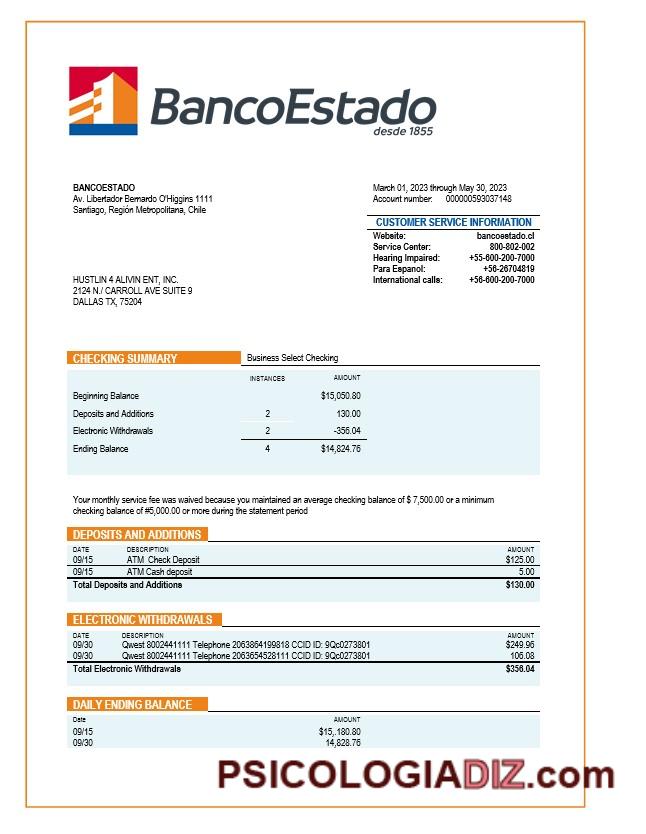 BancoEstado
desde 1855
BANCOESTADO
Av. Libertador Bernardo O'Higgins 1111
Santiago, Región Metropolitana, Chile
March 01, 2023 through May 30, 2023
Account number: 000000593037148
CUSTOMER SERVICE INFORMATION
Website: bancoestado.cl
Service Center: 800-802-002
Hearing Impaired: +55-600-200-7000
Para Espanol: +56-26704819
International calls: +56-600-200-7000
HUSTLIN 4 ALIVIN ENT, INC.
2124 N./ CARROLL AVE SUITE 9
DALLAS TX, 75204
CHECKING SUMMARY Business Select Checking
INSTANCES AMOUNT
Beginning Balance $15,050.80
Deposits and Additions 2 130.00
Electronic Withdrawals 2 -356.04
Ending Balance 4 $14,824.76
Your monthly service fee was waived because you maintained an average checking balance of $ 7,500.00 or a minimum
checking balance of #5,000.00 or more during the statement period
DEPOSITS AND ADDITIONS
DATE DESCRIPTION AMOUNT
09/15 ATM Check Deposit $125.00
09/15 ATM Cash deposit 5.00
Total Deposits and Additions $130.00
ELECTRONIC WITHDRAWALS
DATE DESCRIPTION AMOUNT
09/30 Qwest 8002441111 Telephone 2063864199818 CCID ID: 9Qc0273801 $249.96
09/30 Qwest 8002441111 Telephone 2063654528111 CCID ID: 9Qc0273801 106.08
Total Electronic Withdrawals $356.04
DAILY ENDING BALANCE
Date AMOUNT
09/15 $15,.180.80
09/30 14,828.76
PSICOLOGIADIZ.com